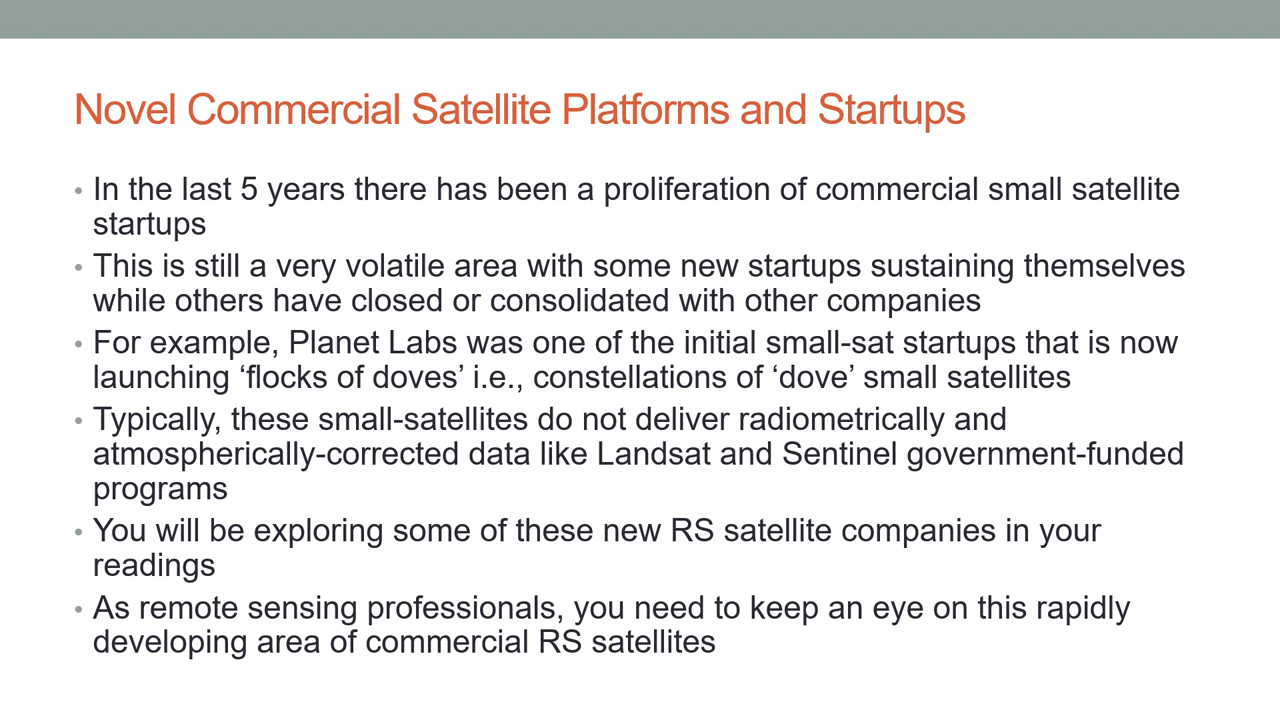 Novel Commercial Satellite Platforms and Startups
• In the last 5 years there has been a proliferation of commercial small satellite
startups
• This is still a very volatile area with some new startups sustaining themselves
while others have closed or consolidated with other companies
• For example, Planet Labs was one of the initial small-sat startups that is now
launching ‘flocks of doves’ i.e., constellations of ‘dove’ small satellites
• Typically, these small-satellites do not deliver radiometrically and
atmospherically-corrected data like Landsat and Sentinel government-funded
programs
• You will be exploring some of these new RS satellite companies in your
readings
• As remote sensing professionals, you need to keep an eye on this rapidly
developing area of commercial RS satellites